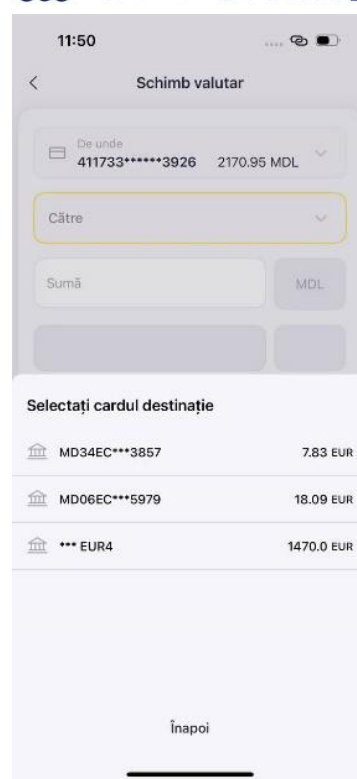 11:50
Schimb valutar
De unde
411733******3926 2170.95 MDL
Către
Sumă MDL
Selectați cardul destinație
MD34EC***3857 7.83 EUR
MD06EC***5979 18.09 EUR
*** EUR4 1470.0 EUR
Înapoi